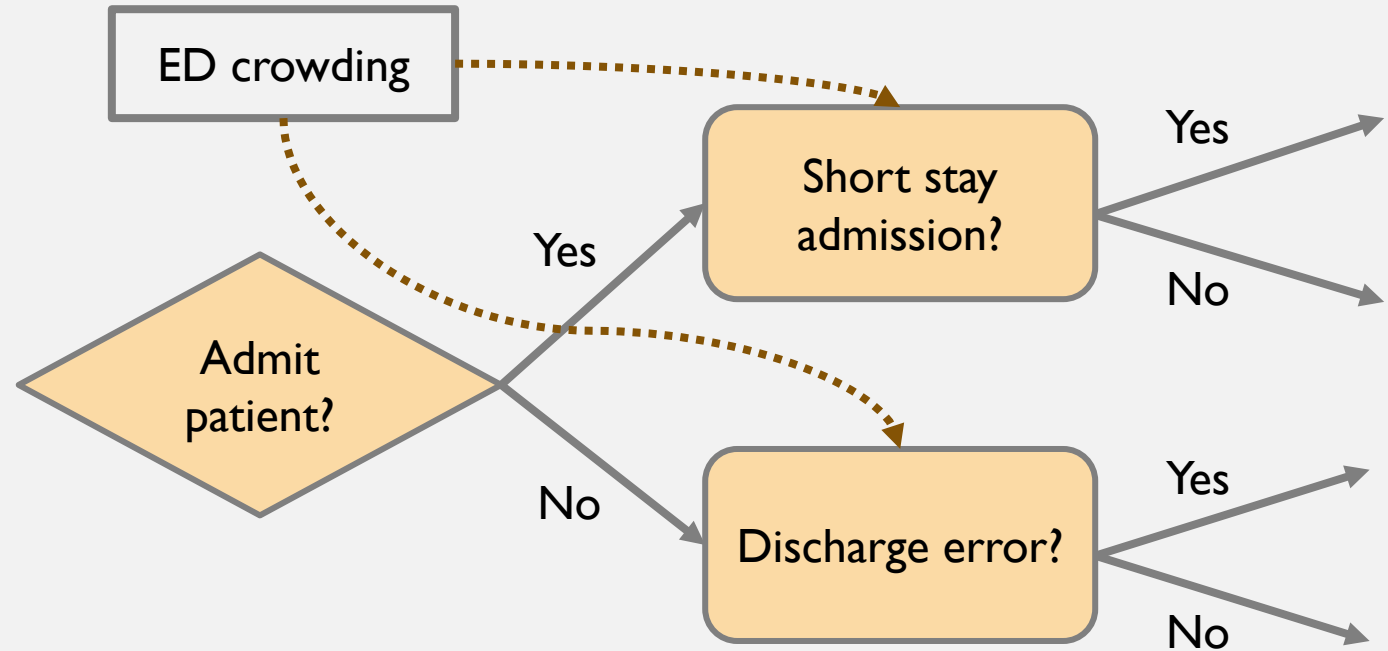 ED crowding
Yes
Short stay
admission?
Yes
No
Admit
patient?
No
Discharge error?
Yes
No